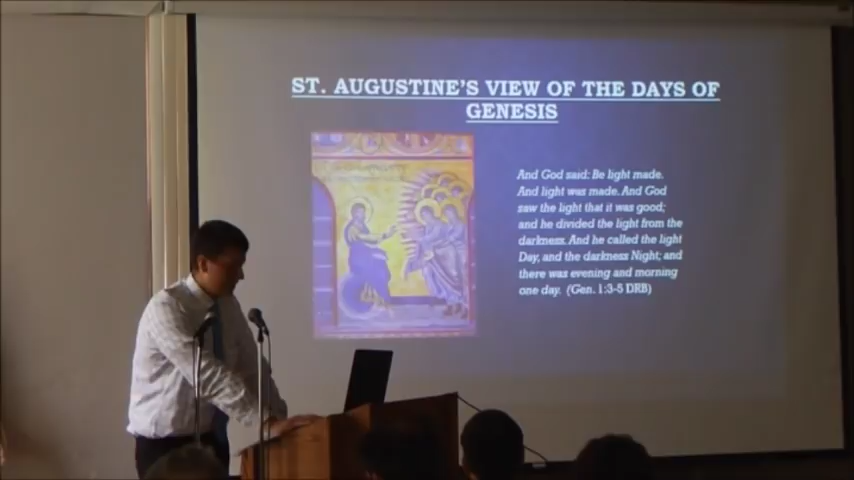 ST. AUGUSTINE'S VIEW OF THE DAYS OF
GENESIS
And God said: Be light made.
And light was made. And God
saw the light that it was good;
and he divided the light from the
darkness. And he called the light
Day, and the darkness Night; and
there was evening and morning
one day. (Gen. 1:3-5 DRB)